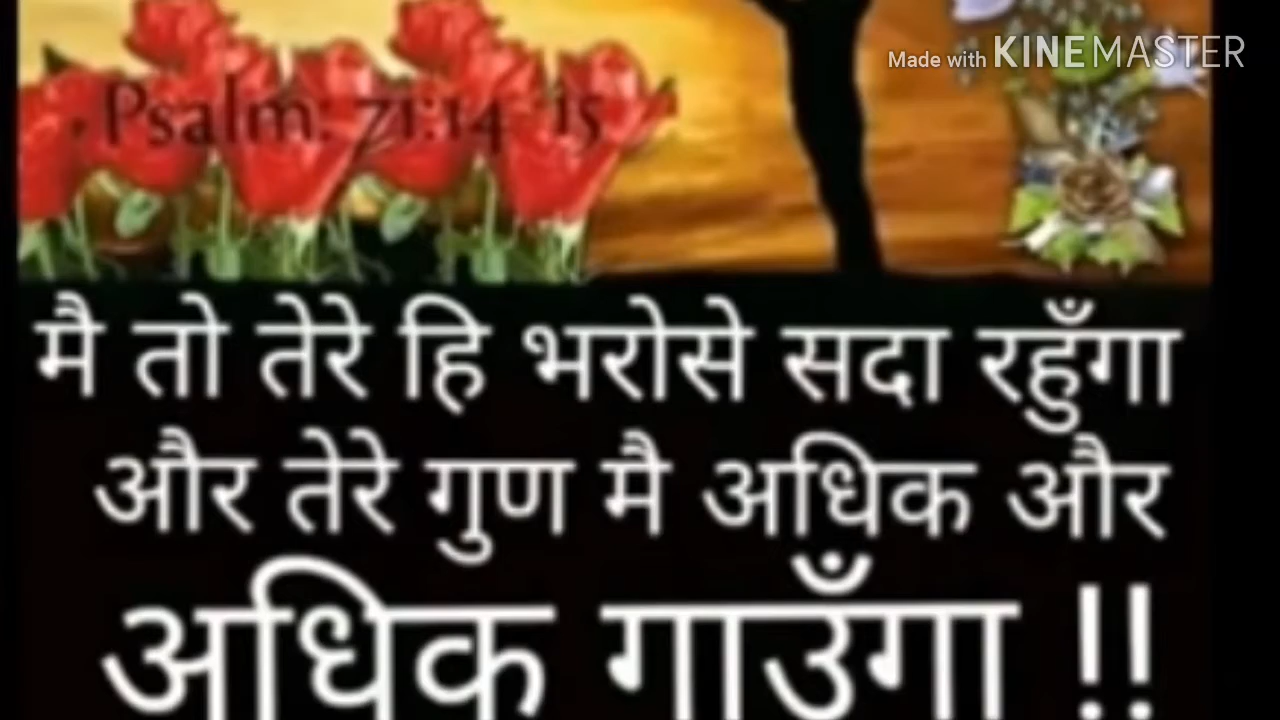 Made with KINEMASTER
Psalm: 71:14 15
मै तो तेरे हि भरोसे सदा रहुँगा
और तेरे गुण मै अधिक और
अधिक गाउँगा !!